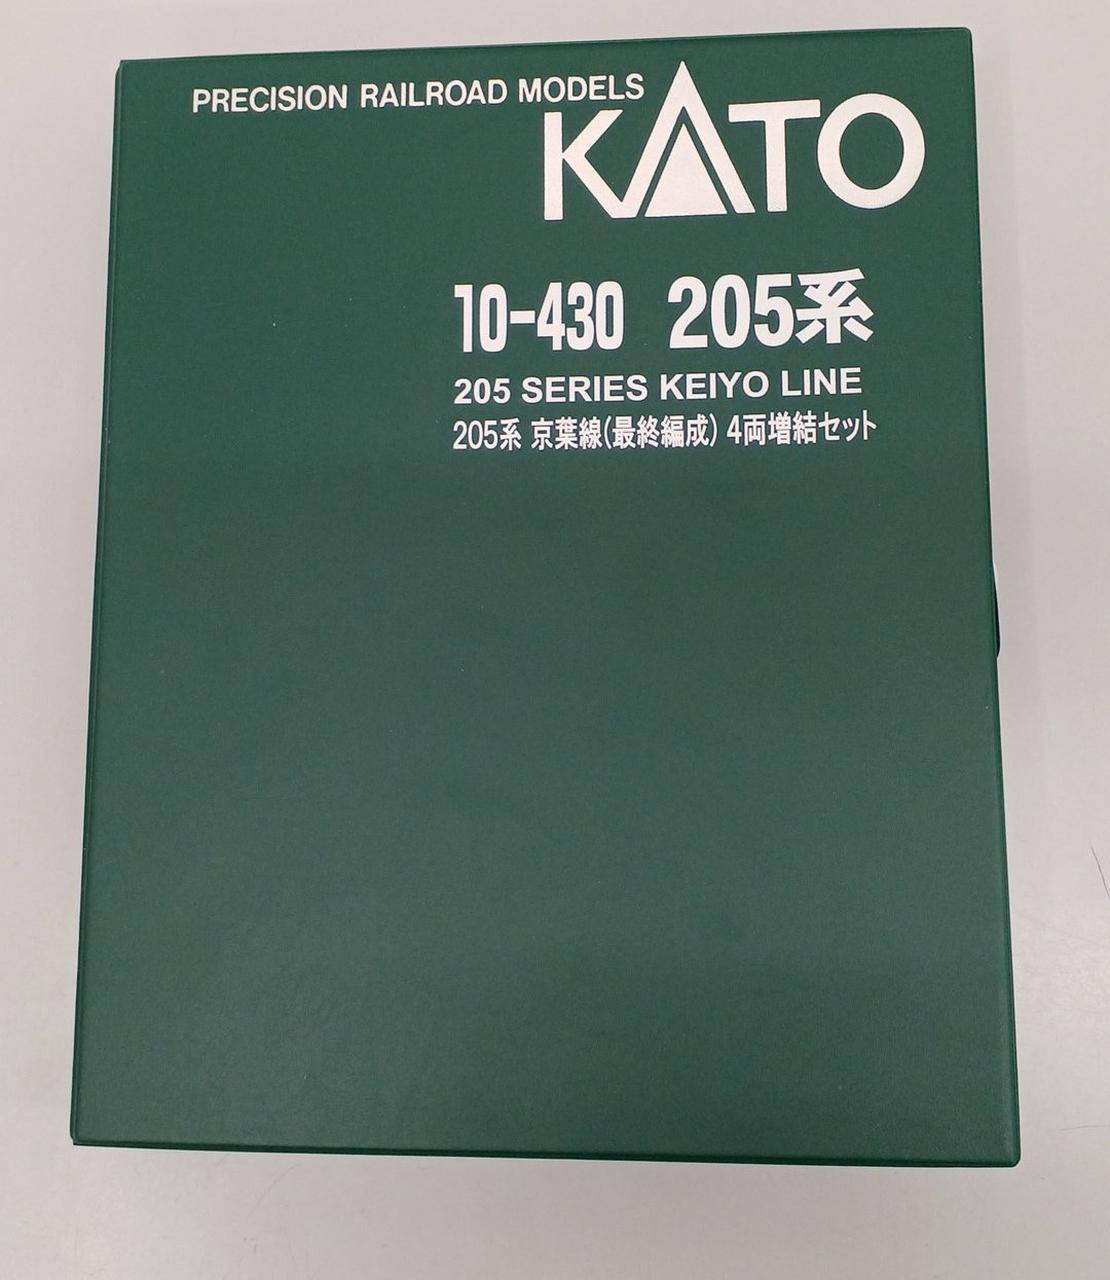 PRECISION RAILROAD MODELS
KATO
10-430 205系
205 SERIES KEIYO LINE
205系 京葉線(最終編成) 4両増結セット